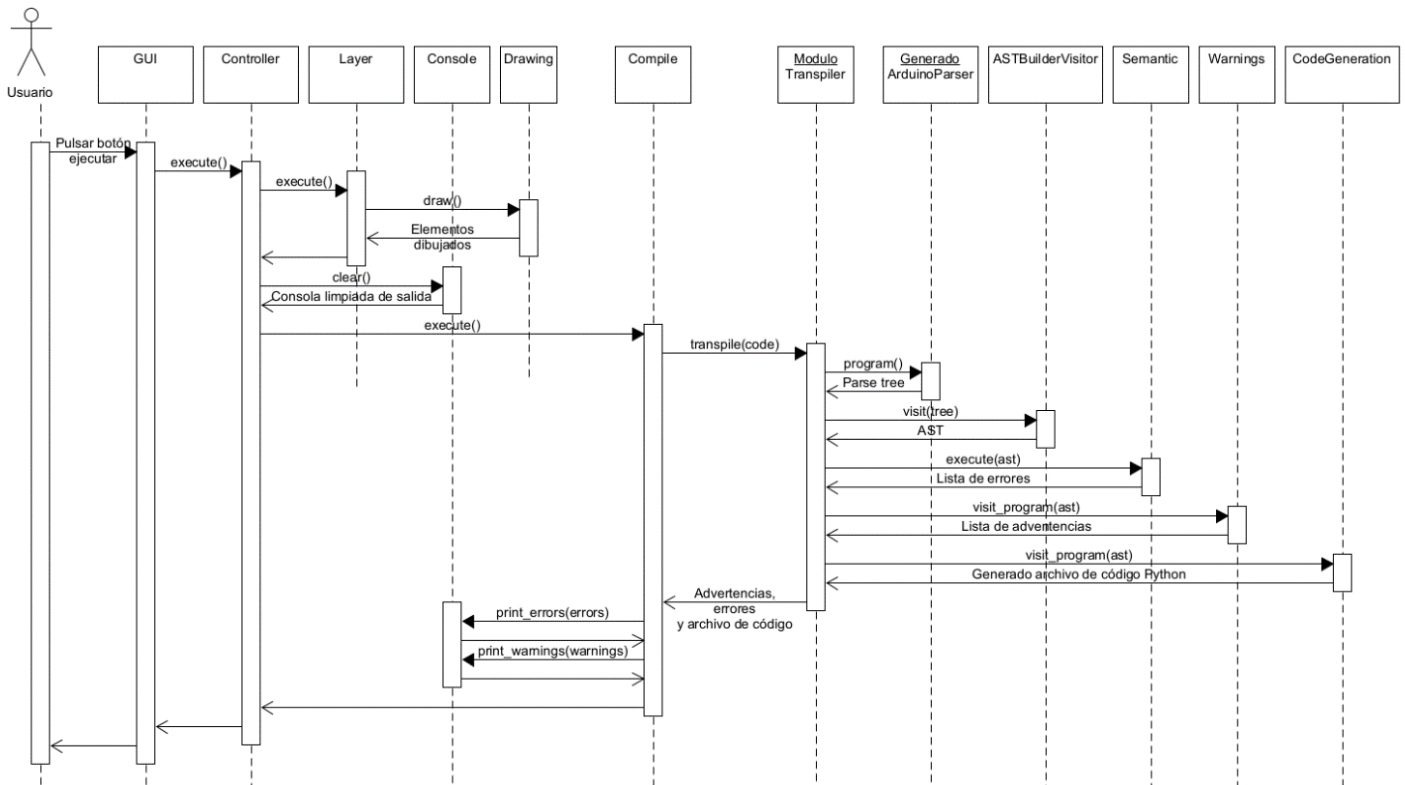 Usuario
GUI
Controller
Layer
Console
Drawing
Compile
Modulo
Transpiler
Generado
ArduinoParser
ASTBuilderVisitor
Semantic
Warnings
CodeGeneration
Pulsar botón
ejecutar
execute()
execute()
draw()
Elementos
dibujados
clear()
Consola limpiada de salida
execute()
transpile(code)
program()
Parse tree
visit(tree)
AST
execute(ast)
Lista de errores
visit_program(ast)
Lista de adventencias
visit_program(ast)
Generado archivo de código Python
Advertencias,
errores
y archivo de código
print_errors(errors)
print_warnings(warnings)